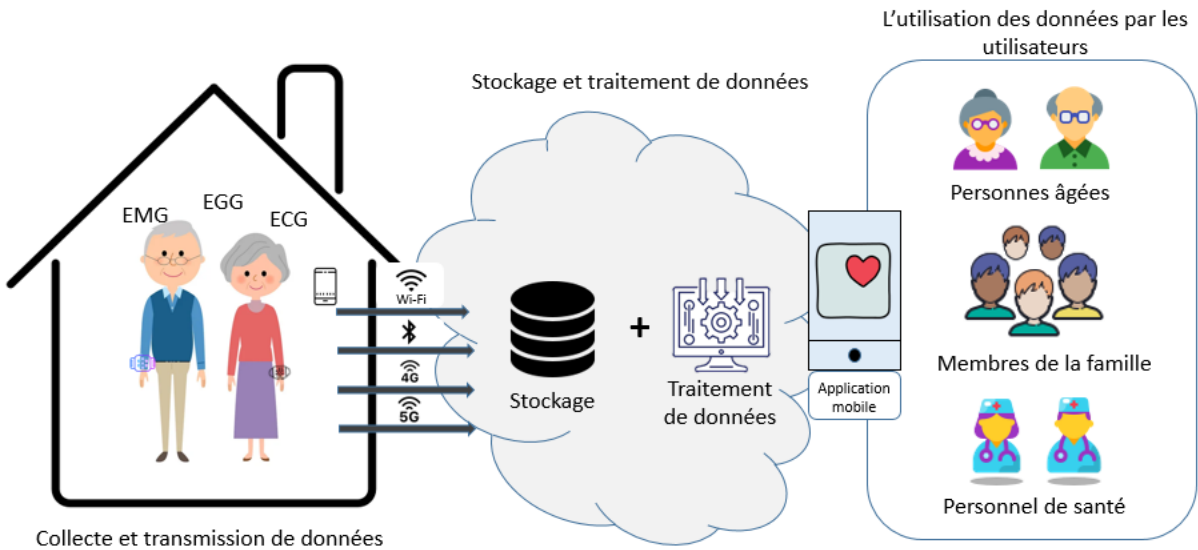 L’utilisation des données par les
utilisateurs
Stockage et traitement de données
EMG
EGG
ECG
Wi-Fi
4G
5G
Stockage
+
Traitement
de données
Application
mobile
Personnes âgées
Membres de la famille
Personnel de santé
Collecte et transmission de données